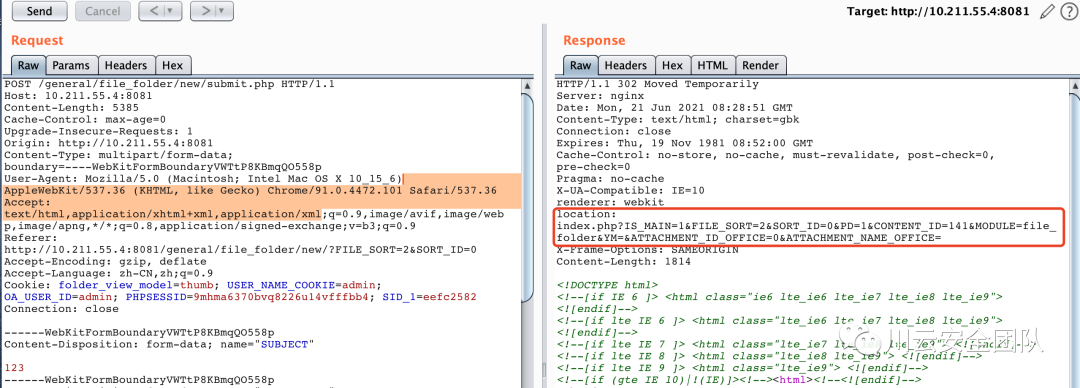 Send Cancel < >
Target: http://10.211.55.4:8081
Request
Raw Params Headers Hex
POST /general/file_folder/new/submit.php HTTP/1.1
Host: 10.211.55.4:8081
Content-Length: 5385
Cache-Control: max-age=0
Upgrade-Insecure-Requests: 1
Origin: http://10.211.55.4:8081
Content-Type: multipart/form-data;
boundary=----WebKitFormBoundaryVWTtP8KBmqQO558p
User-Agent: Mozilla/5.0 (Macintosh; Intel Mac OS X 10_15_6)
AppleWebKit/537.36 (KHTML, like Gecko) Chrome/91.0.4472.101 Safari/537.36
Accept:
text/html,application/xhtml+xml,application/xml;q=0.9,image/avif,image/web
p,image/apng,*/*;q=0.8,application/signed-exchange;v=b3;q=0.9
Referer:
http://10.211.55.4:8081/general/file_folder/new/?FILE_SORT=2&SORT_ID=0
Accept-Encoding: gzip, deflate
Accept-Language: zh-CN,zh;q=0.9
Cookie: folder_view_model=thumb; USER_NAME_COOKIE=admin;
OA_USER_ID=admin; PHPSESSID=9mhma6370bvq8226u14vfffbb4; SID_1=eefc2582
Connection: close
------WebKitFormBoundaryVWTtP8KBmqQO558p
Content-Disposition: form-data; name="SUBJECT"
123
------WebKitFormBoundaryVWTtP8KBmqQO558p
Response
Raw Headers Hex HTML Render
HTTP/1.1 302 Moved Temporarily
Server: nginx
Date: Mon, 21 Jun 2021 08:28:51 GMT
Content-Type: text/html; charset=gbk
Connection: close
Expires: Thu, 19 Nov 1981 08:52:00 GMT
Cache-Control: no-store, no-cache, must-revalidate, post-check=0,
pre-check=0
Pragma: no-cache
X-UA-Compatible: IE=10
renderer: webkit
location:
index.php?IS_MAIN=1&FILE_SORT=2&SORT_ID=0&PD=1&CONTENT_ID=141&MODULE=file_
folder&YM=&ATTACHMENT_ID_OFFICE=0&ATTACHMENT_NAME_OFFICE=
X-Frame-Options: SAMEORIGIN
Content-Length: 1814
<!DOCTYPE html>
<!--[if IE 6 ]> <html class="ie6 lte_ie6 lte_ie7 lte_ie8 lte_ie9">
<![endif]-->
<!--[if lte IE 6 ]> <html class="lte_ie6 lte_ie7 lte_ie8 lte_ie9">
<![endif]-->
<!--[if lte IE 7 ]> <html class="lte_ie7 lte_ie8 lte_ie9"> <![endif]-->
<!--[if lte IE 8 ]> <html class="lte_ie8 lte_ie9"> <![endif]-->
<!--[if lte IE 9 ]> <html class="lte_ie9"> <![endif]-->
<!--[if (gte IE 10)|!(IE)]><!--><html><!--<![endif]-->
川云安全团队